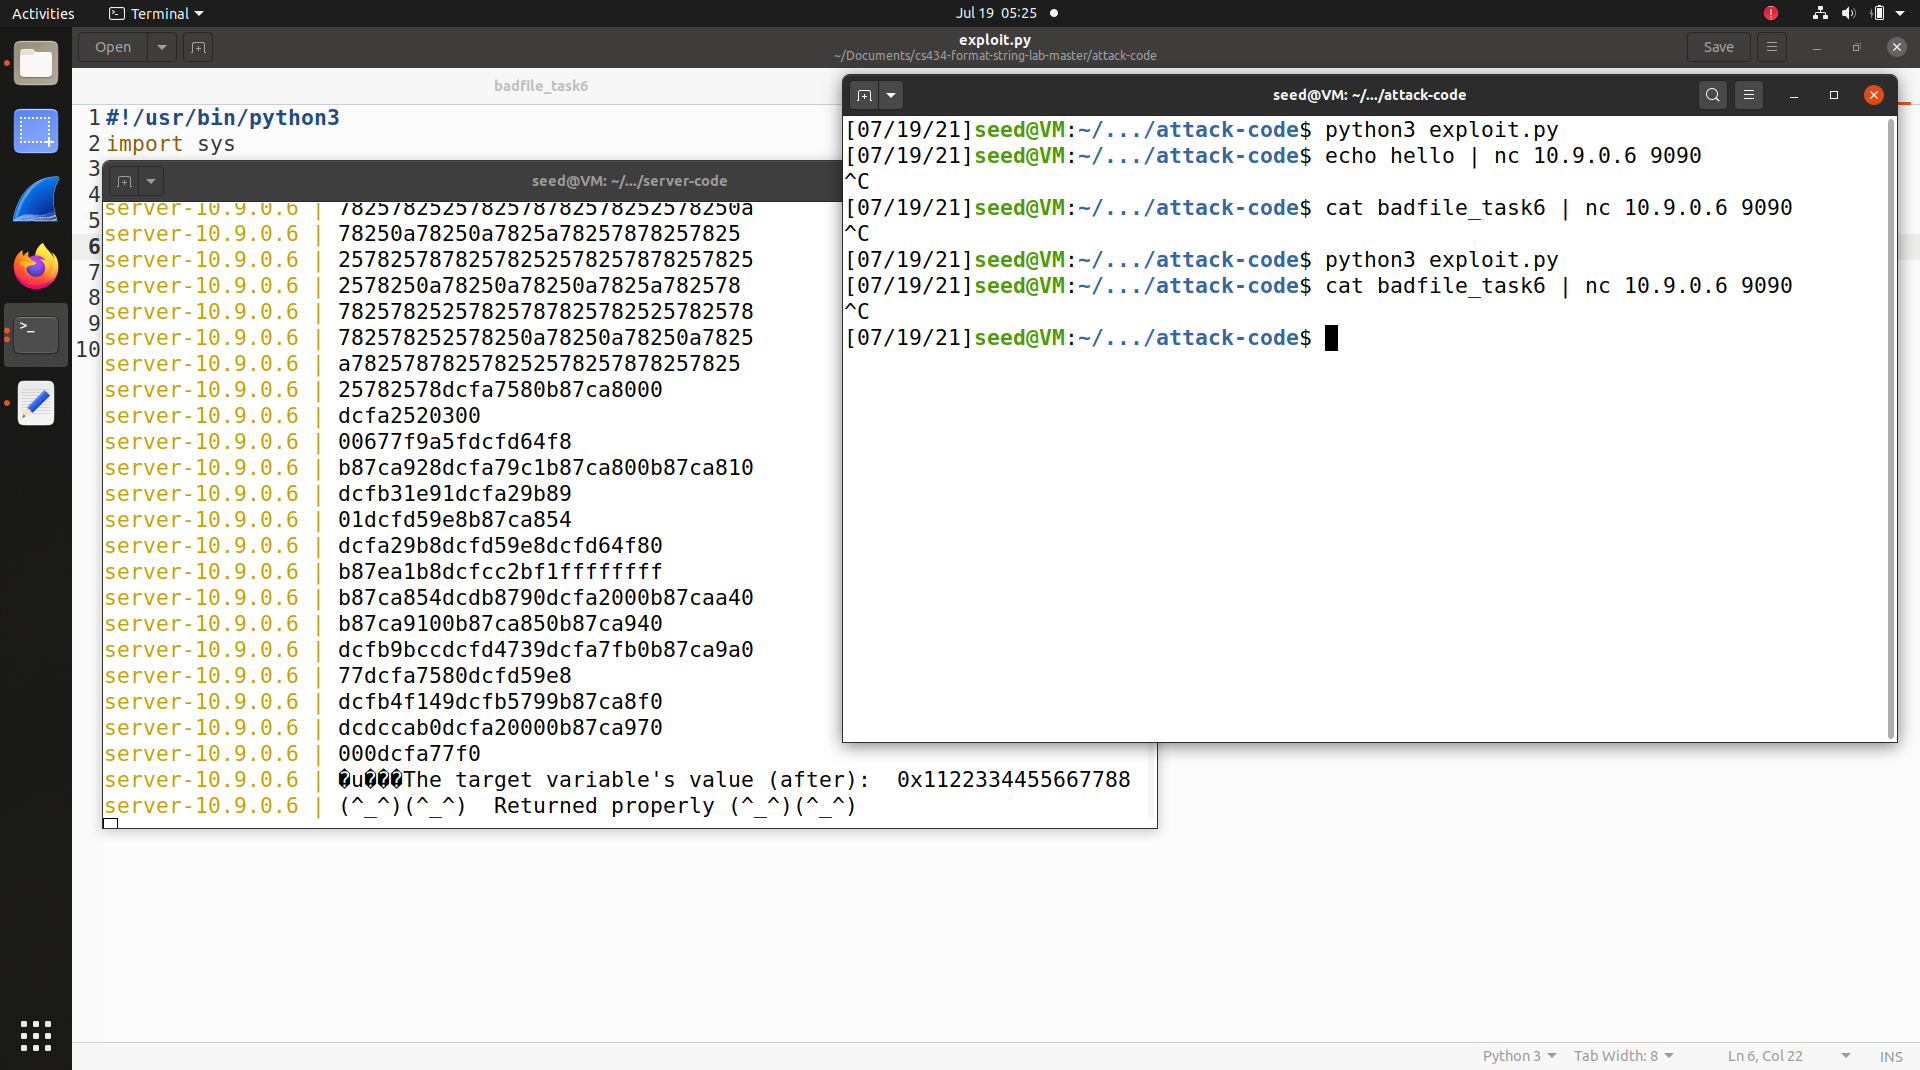 Activities
Terminal
Jul 19 05:25
Open
exploit.py
~/Documents/cs434-format-string-lab-master/attack-code
Save
badfile_task6
1 #!/usr/bin/python3
2 import sys
3
4
5
6
7
8
9
10
seed@VM: ~/.../server-code
server-10.9.0.6 | 7825782525782578782578252578250a
server-10.9.0.6 | 78250a78250a7825a78257878257825
server-10.9.0.6 | 25782578782578252578257878257825
server-10.9.0.6 | 2578250a78250a78250a7825a782578
server-10.9.0.6 | 78257825257825787825782525782578
server-10.9.0.6 | 782578252578250a78250a78250a7825
server-10.9.0.6 | a782578782578252578257878257825
server-10.9.0.6 | 25782578dcfa7580b87ca8000
server-10.9.0.6 | dcfa2520300
server-10.9.0.6 | 00677f9a5fdcfd64f8
server-10.9.0.6 | b87ca928dcfa79c1b87ca800b87ca810
server-10.9.0.6 | dcfb31e91dcfa29b89
server-10.9.0.6 | 01dcfd59e8b87ca854
server-10.9.0.6 | dcfa29b8dcfd59e8dcfd64f80
server-10.9.0.6 | b87ea1b8dcfcc2bf1ffffffff
server-10.9.0.6 | b87ca854dcdb8790dcfa2000b87caa40
server-10.9.0.6 | b87ca9100b87ca850b87ca940
server-10.9.0.6 | dcfb9bccdcfd4739dcfa7fb0b87ca9a0
server-10.9.0.6 | 77dcfa7580dcfd59e8
server-10.9.0.6 | dcfb4f149dcfb5799b87ca8f0
server-10.9.0.6 | dcdccab0dcfa20000b87ca970
server-10.9.0.6 | 000dcfa77f0
server-10.9.0.6 | �u���The target variable's value (after):  0x1122334455667788
server-10.9.0.6 | (^_^)(^_^)  Returned properly (^_^)(^_^)
seed@VM: ~/.../attack-code
[07/19/21]seed@VM:~/.../attack-code$ python3 exploit.py
[07/19/21]seed@VM:~/.../attack-code$ echo hello | nc 10.9.0.6 9090
^C
[07/19/21]seed@VM:~/.../attack-code$ cat badfile_task6 | nc 10.9.0.6 9090
^C
[07/19/21]seed@VM:~/.../attack-code$ python3 exploit.py
[07/19/21]seed@VM:~/.../attack-code$ cat badfile_task6 | nc 10.9.0.6 9090
^C
[07/19/21]seed@VM:~/.../attack-code$
Python 3
Tab Width: 8
Ln 6, Col 22
INS